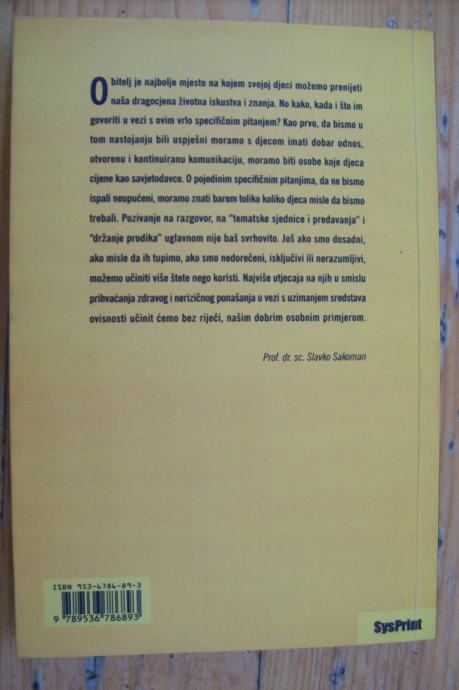 Obitelj je najbolje mjesto na kojem svojoj djeci možemo prenijeti
naša dragocjena životna iskustva i znanja. No kako, kada i što im
govoriti u vezi s ovim vrlo specifičnim pitanjem? Kao prvo, da bismo u
tom nastojanju bili uspješni moramo s djecom imati dobar odnos,
otvorenu i kontinuiranu komunikaciju, moramo biti osobe koje djeca
cijene kao savjetodavce. O pojedinim specifičnim pitanjima, da ne bismo
ispali neupućeni, moramo znati barem toliko koliko djeca misle da bismo
trebali. Pozivanje na razgovor, na "tematske sjednice i predavanja" i
"držanje prodika" uglavnom nije baš svrhovito. Još ako smo dosadni,
ako misle da ih tupimo, ako smo nedorečeni, isključivi ili nerazumljivi,
možemo učiniti više štete nego koristi. Najviše utjecaja na njih u smislu
prihvaćanja zdravog i nerizičnog ponašanja u vezi s uzimanjem sredstava
ovisnosti učinit ćemo bez riječi, našim dobrim osobnim primjerom.
Prof. dr. sc. Slavko Sakoman
ISBN 953-6786-89-3
9 789536 786893
SysPrint